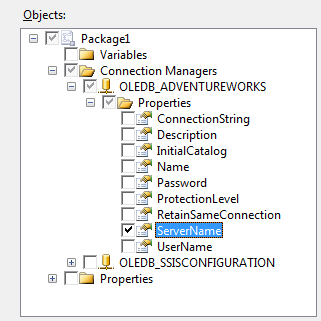 Objects:
Package1
Variables
Connection Managers
OLEDB_ADVENTUREWORKS
Properties
ConnectionString
Description
InitialCatalog
Name
Password
ProtectionLevel
RetainSameConnection
ServerName
UserName
OLEDB_SSISCONFIGURATION
Properties